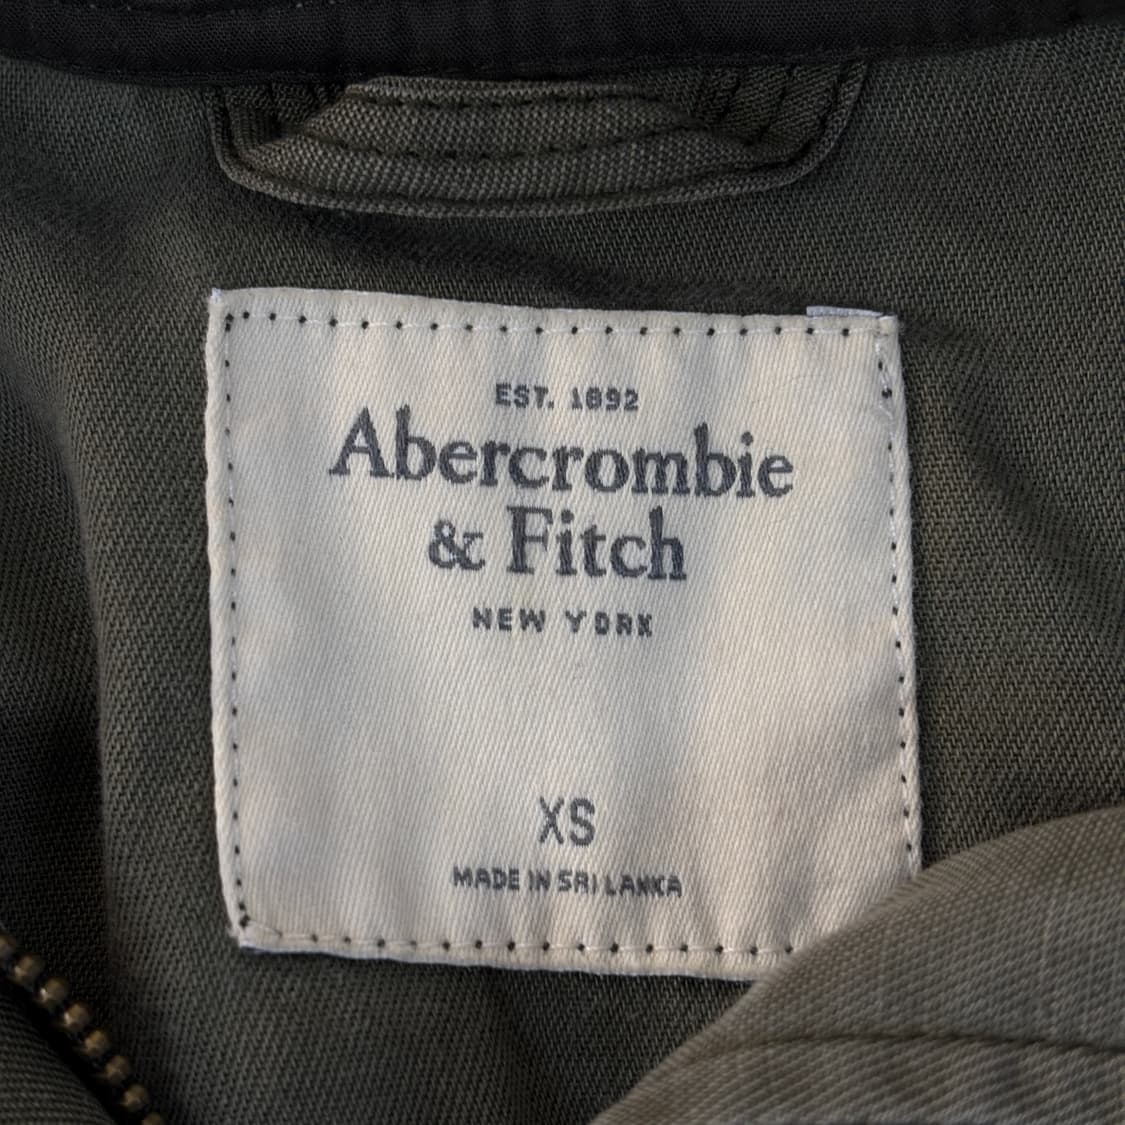 EST. 1892
Abercrombie
& Fitch
NEW YORK
XS
MADE IN SRI LANKA